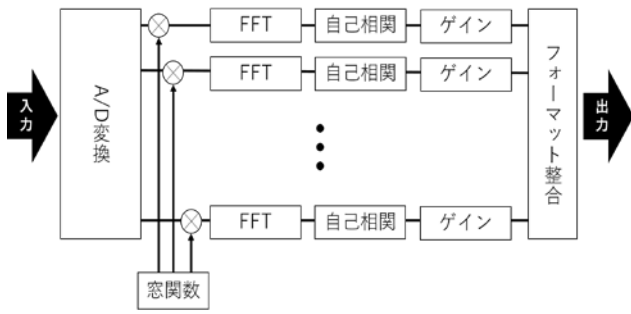 入力
A/D変換
FFT
自己相関
ゲイン
FFT
自己相関
ゲイン
FFT
自己相関
ゲイン
窓関数
フォーマット整合
出力